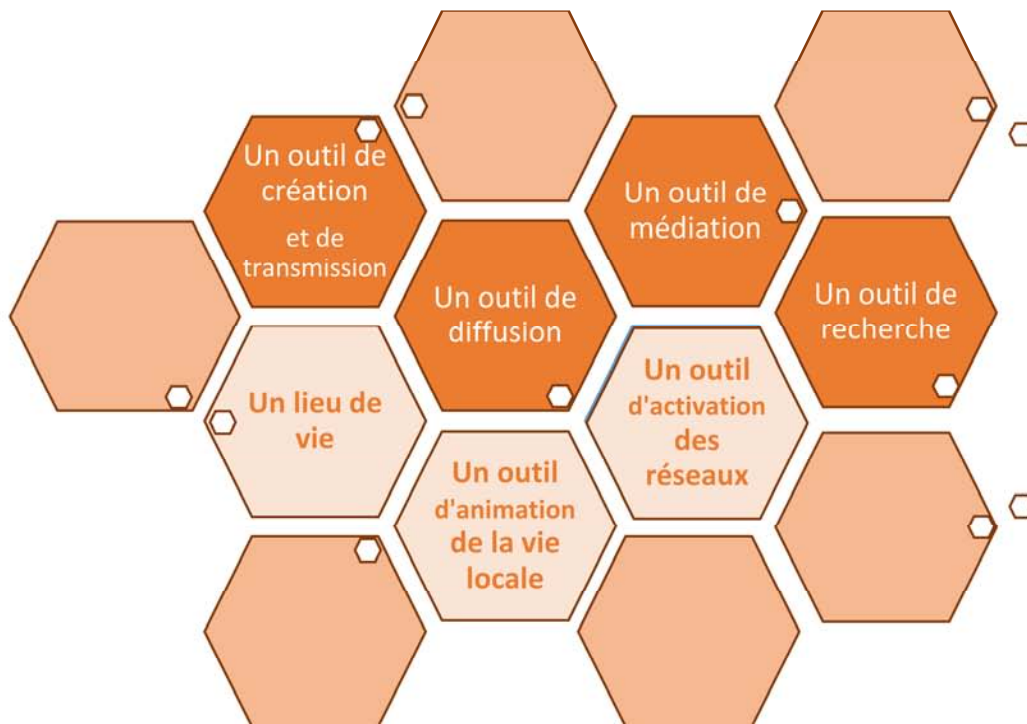 Un outil de
création
et de
transmission
Un outil de
médiation
Un outil de
diffusion
Un outil de
recherche
Un lieu de
vie
Un outil
d'activation
des
réseaux
Un outil
d'animation
de la vie
locale